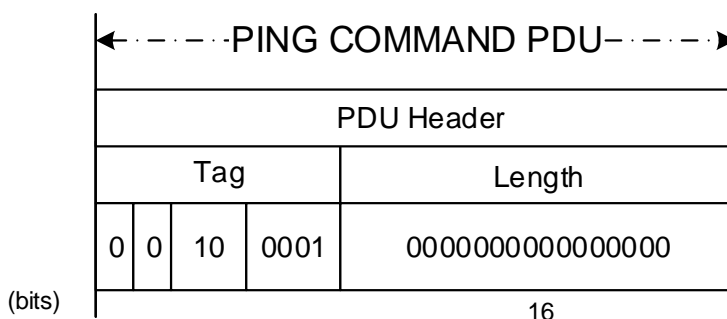 PING COMMAND PDU
PDU Header
Tag Length
0 0 10 0001 0000000000000000
(bits) 16